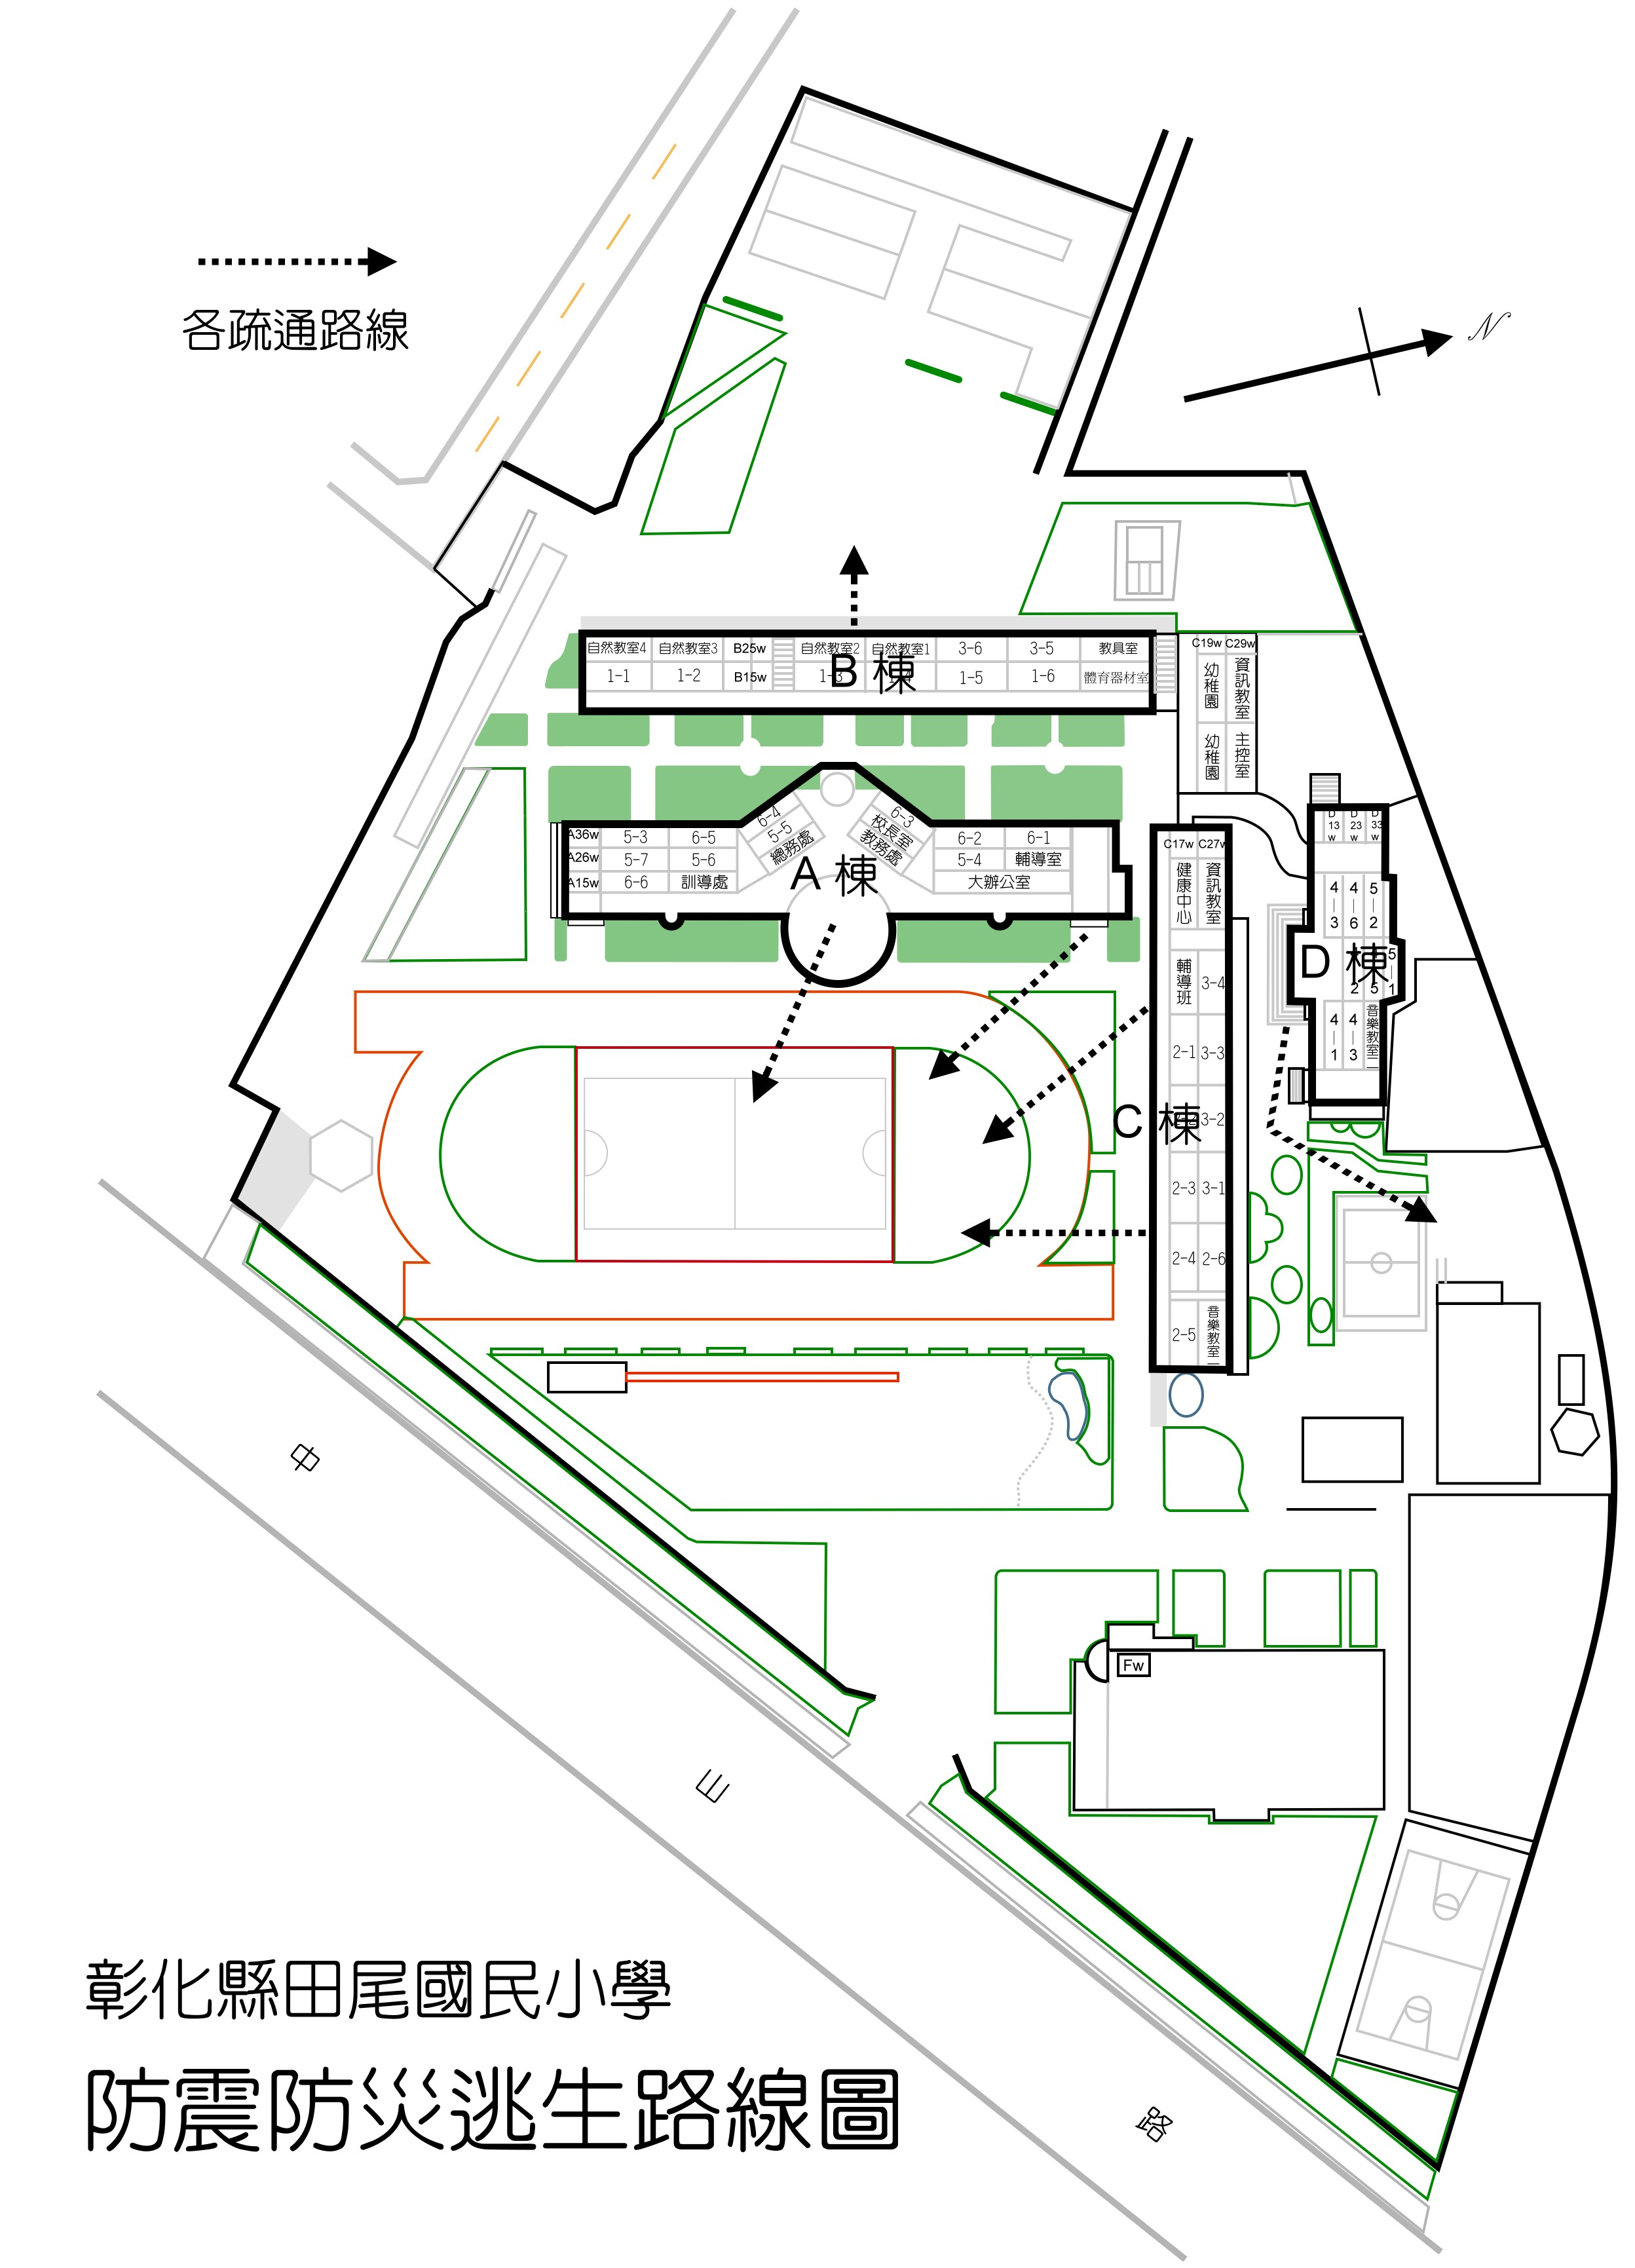 各疏通路線
N
自然教室4 自然教室3 B25w 自然教室2 自然教室1 3-6 3-5 教具室
1-1 1-2 B15w 1-3 1-4 1-5 1-6 體育器材室
B 棟
C19w C29w
幼稚園 資訊教室
幼稚園 主控室
A36w 5-3 6-5
A26w 5-7 5-6
A15w 6-6 訓導處
6-4
5-5
總務處
6-3
校長室
教務處
6-2 6-1
5-4 輔導室
大辦公室
A 棟
C17w C27w
健康中心 資訊教室
輔導班 3-4
2-1 3-3
3-2
C 棟
2-3 3-1
2-4 2-6
2-5 音樂教室一
D13w D23w D33w
4-3 4-6 5-2
D 棟
5-1
4-1 4-3 音樂教室二
Fw
中山路
彰化縣田尾國民小學
防震防災逃生路線圖